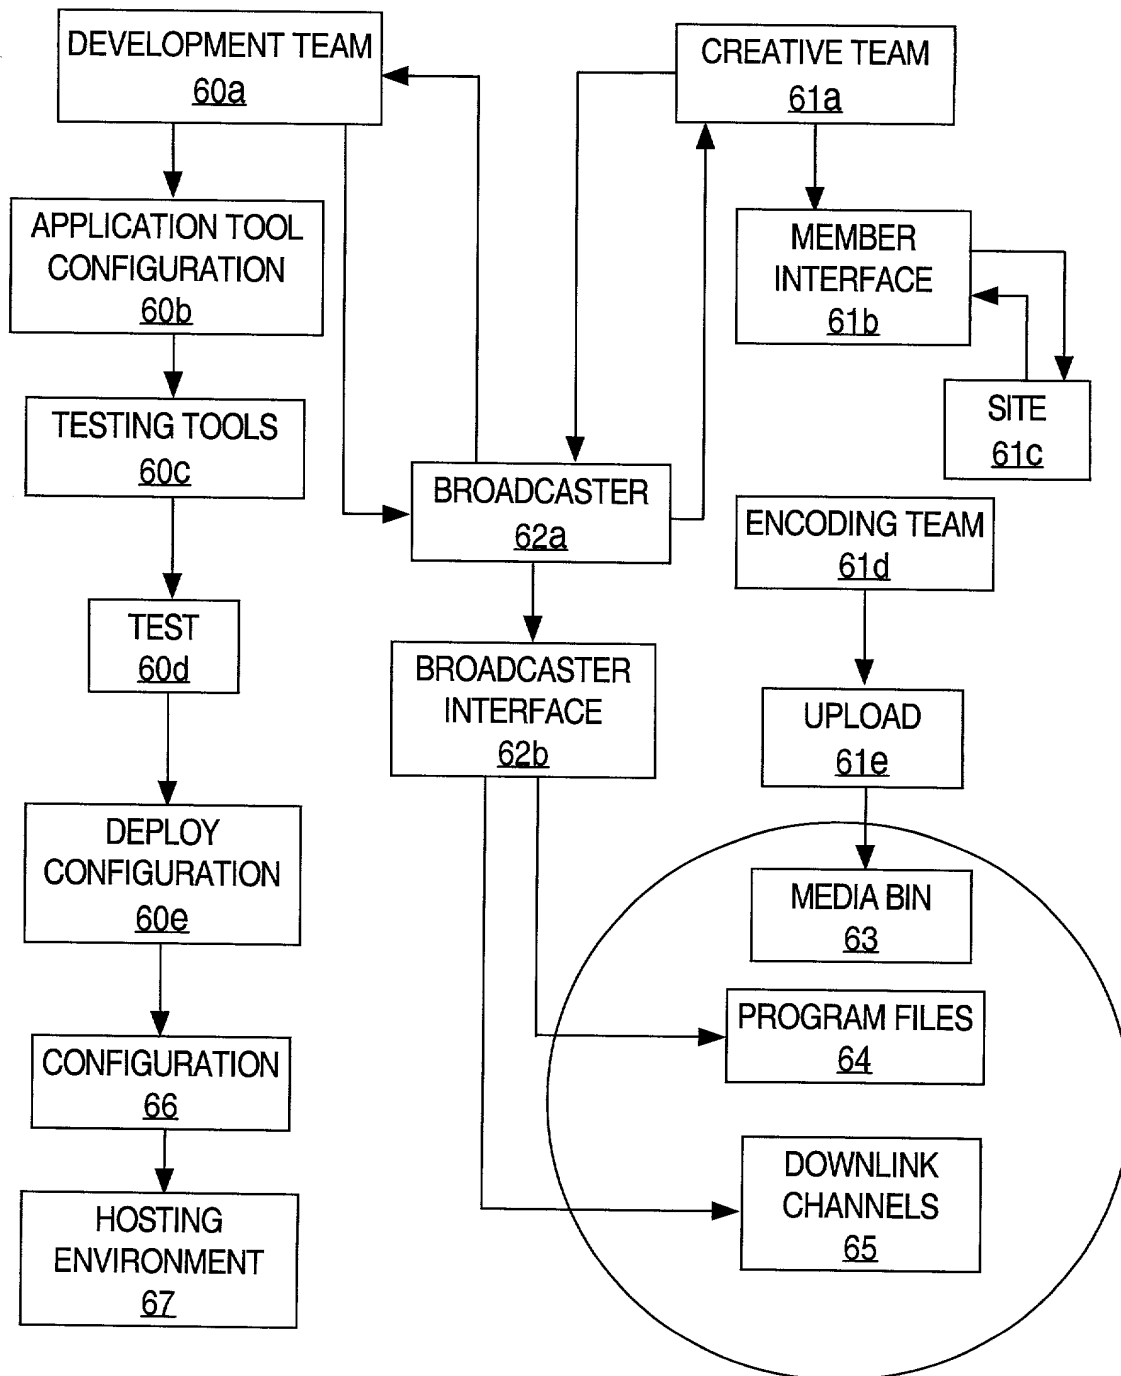 DEVELOPMENT TEAM
60a
CREATIVE TEAM
61a
APPLICATION TOOL
CONFIGURATION
60b
MEMBER
INTERFACE
61b
SITE
61c
TESTING TOOLS
60c
BROADCASTER
62a
ENCODING TEAM
61d
TEST
60d
BROADCASTER
INTERFACE
62b
UPLOAD
61e
DEPLOY
CONFIGURATION
60e
MEDIA BIN
63
PROGRAM FILES
64
CONFIGURATION
66
DOWNLINK
CHANNELS
65
HOSTING
ENVIRONMENT
67